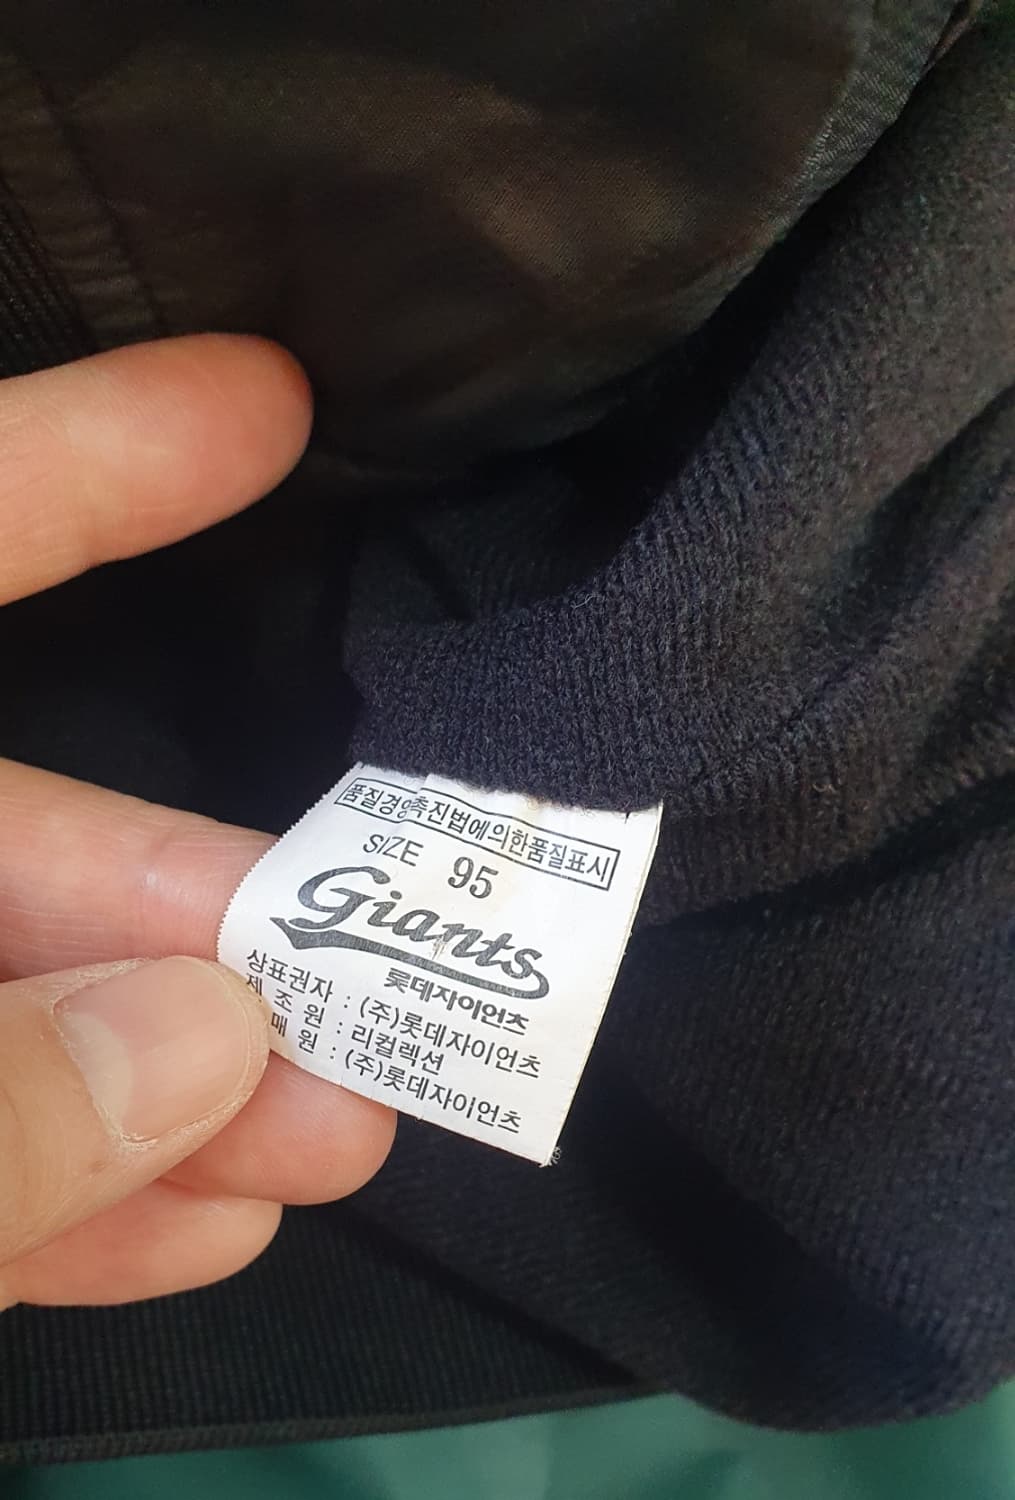 품질경영촉진법에의한품질표시
SIZE 95
Giants
롯데자이언츠
상표권자 : (주)롯데자이언츠
제조원 : 리컬렉션
매원 : (주)롯데자이언츠